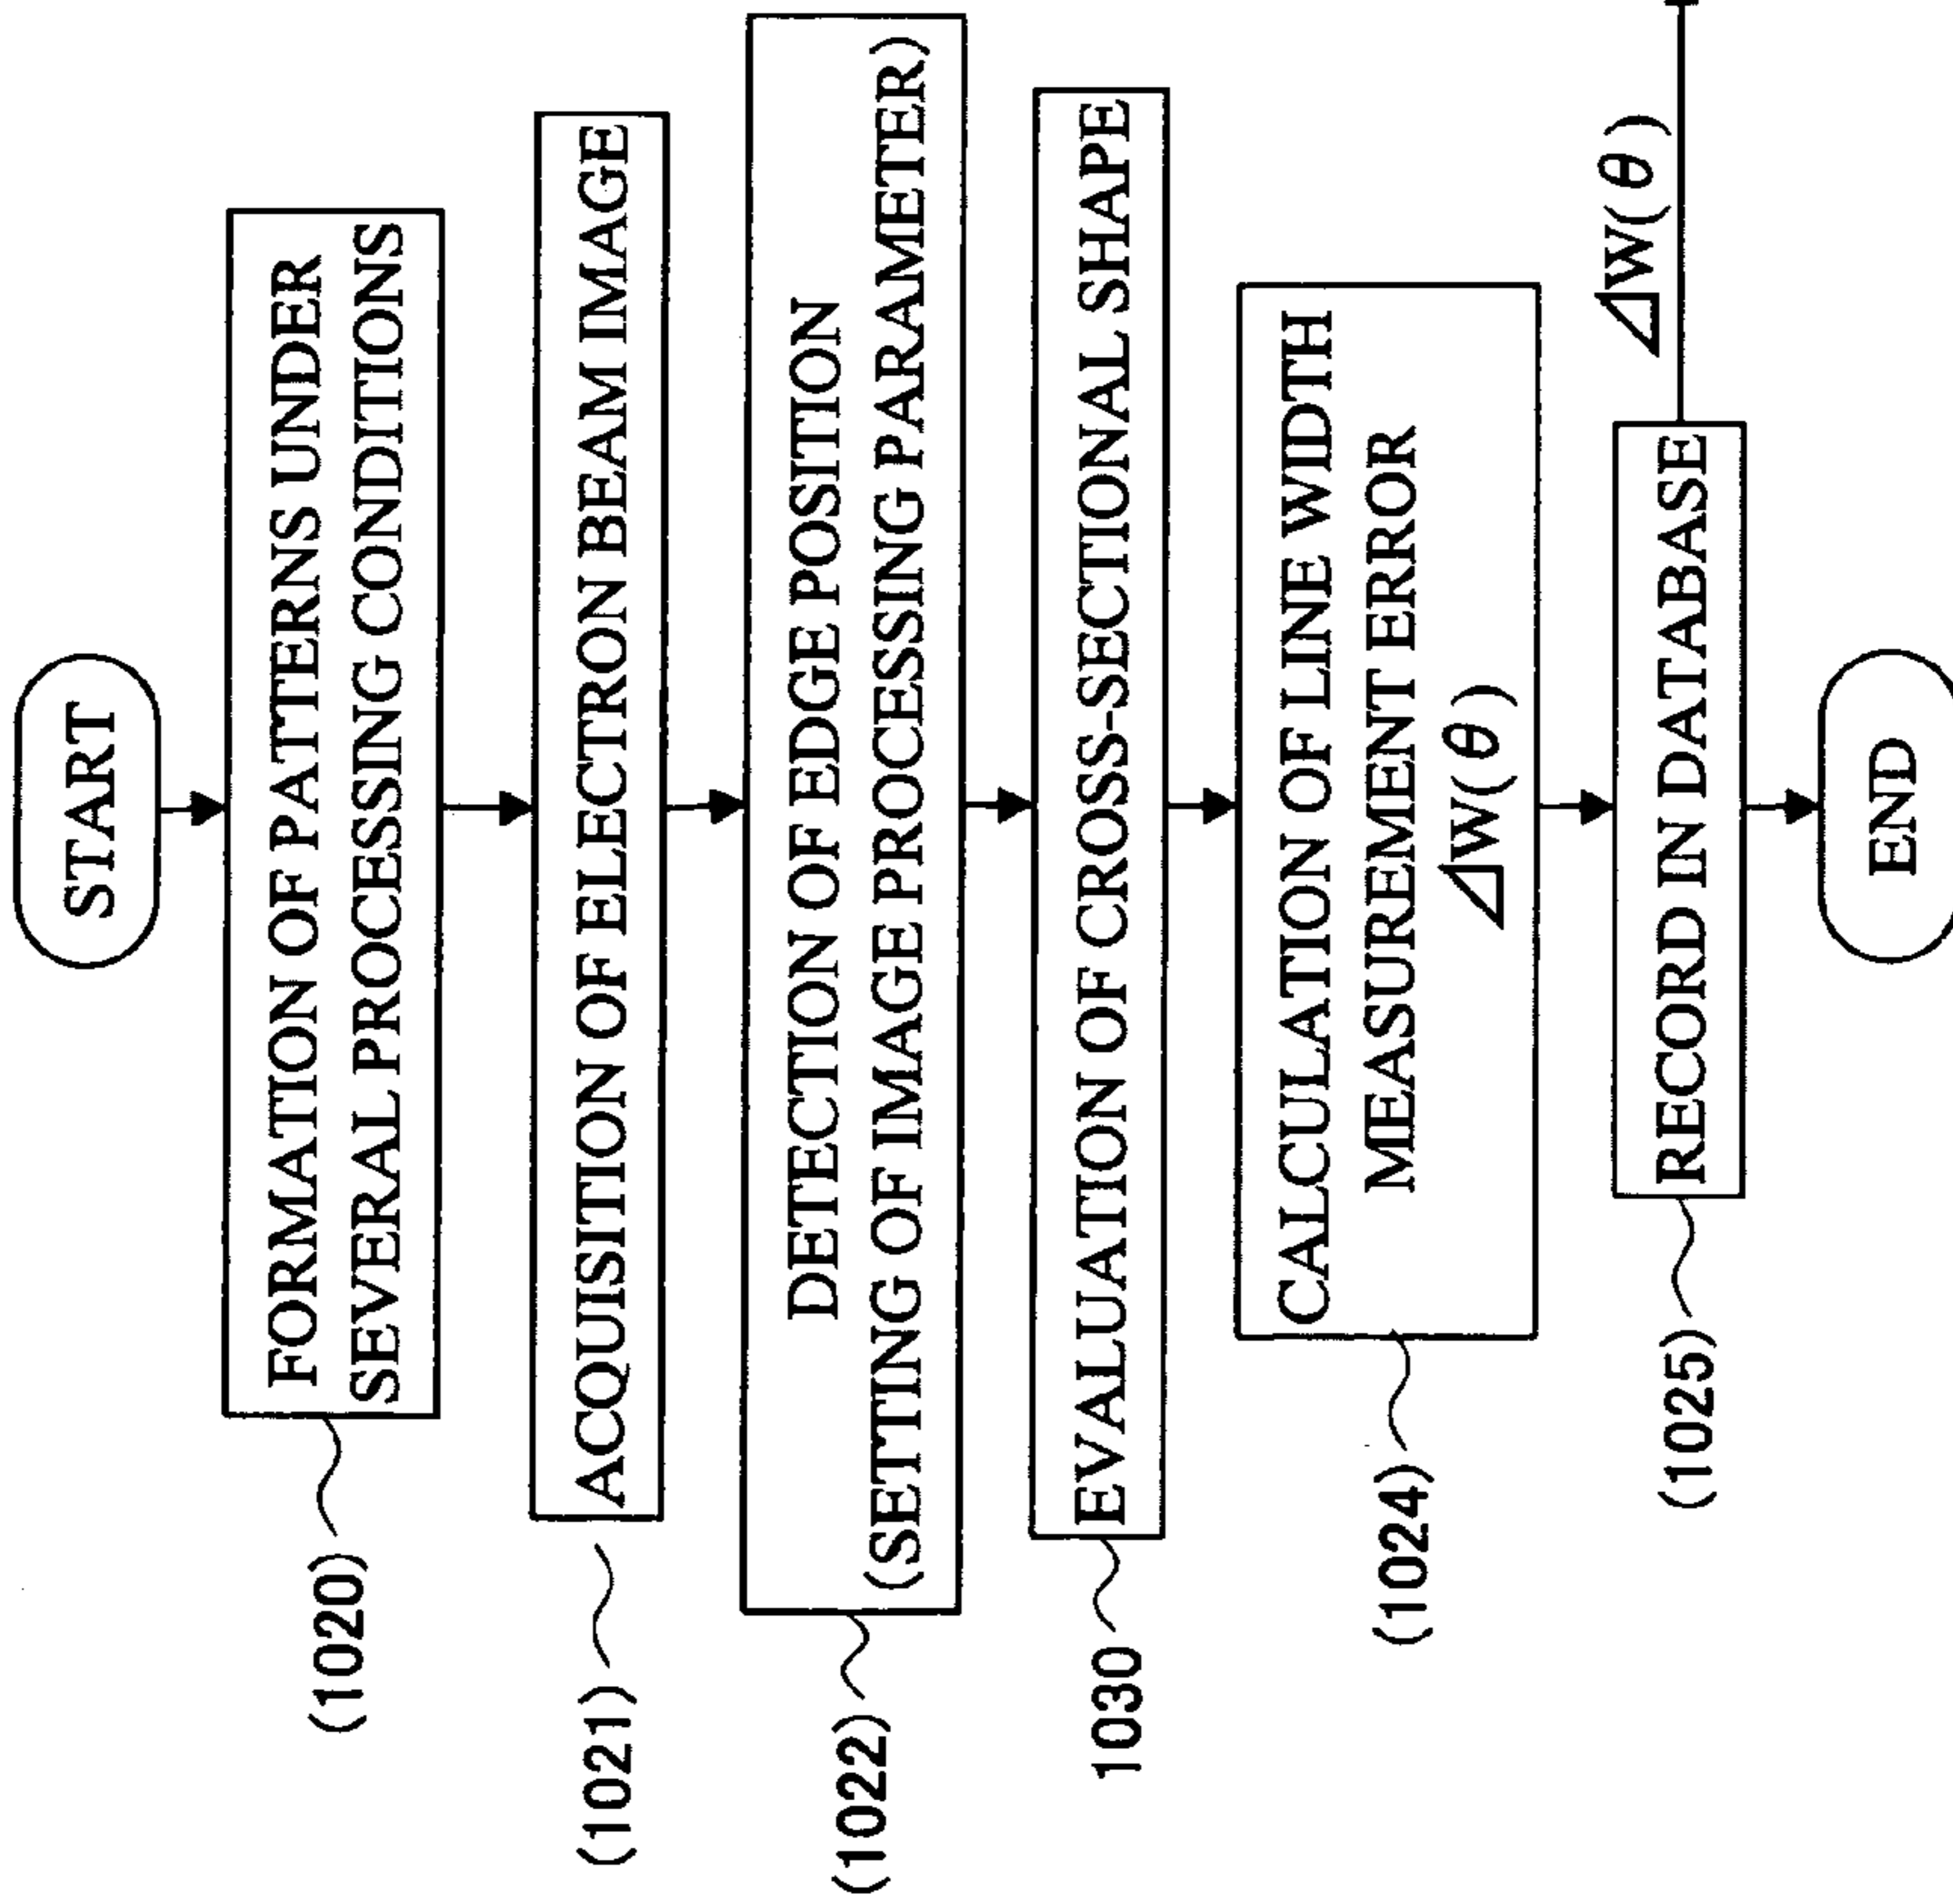 START
FORMATION OF PATTERNS UNDER
SEVERAL PROCESSING CONDITIONS
(1020)
ACQUISITION OF ELECTRON BEAM IMAGE
(1021)
DETECTION OF EDGE POSITION
(SETTING OF IMAGE PROCESSING PARAMETER)
(1022)
EVALUATION OF CROSS-SECTIONAL SHAPE
1030
CALCULATION OF LINE WIDTH
MEASUREMENT ERROR
ΔW(θ)
(1024)
RECORD IN DATABASE
(1025)
ΔW(θ)
END